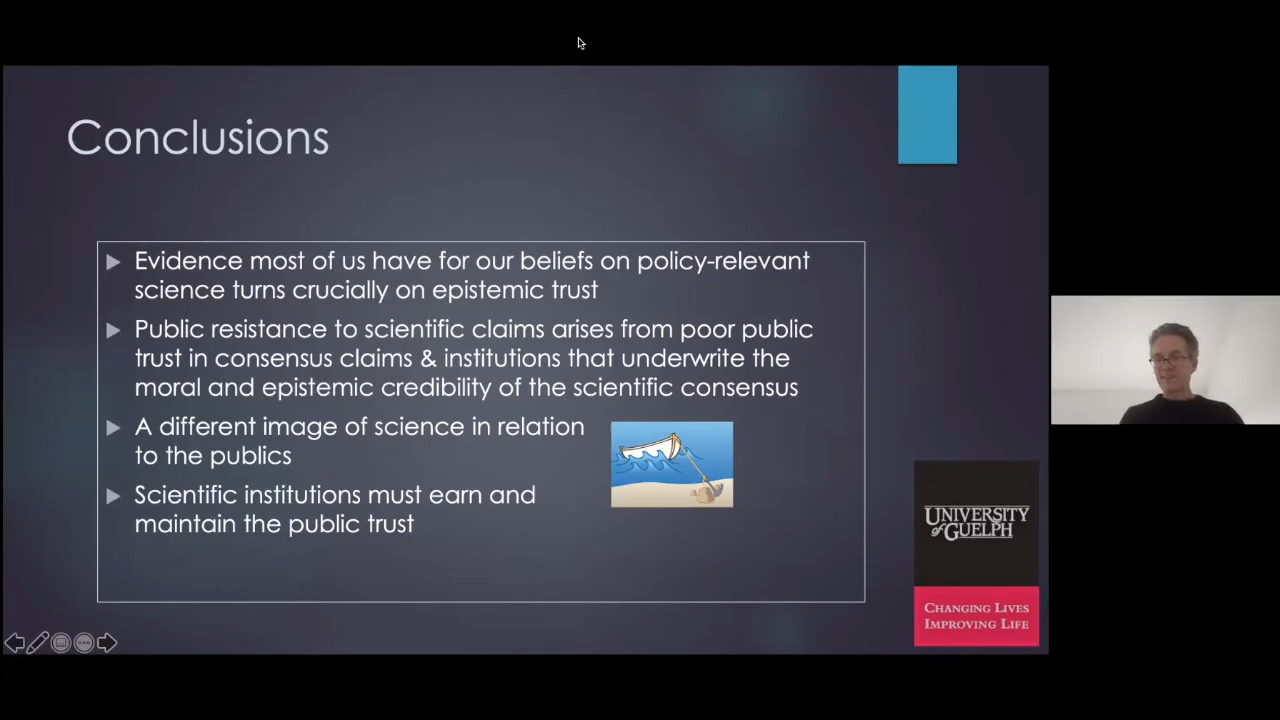 Conclusions
Evidence most of us have for our beliefs on policy-relevant
science turns crucially on epistemic trust
Public resistance to scientific claims arises from poor public
trust in consensus claims & institutions that underwrite the
moral and epistemic credibility of the scientific consensus
A different image of science in relation
to the publics
Scientific institutions must earn and
maintain the public trust
UNIVERSITY
of GUELPH
CHANGING LIVES
IMPROVING LIFE